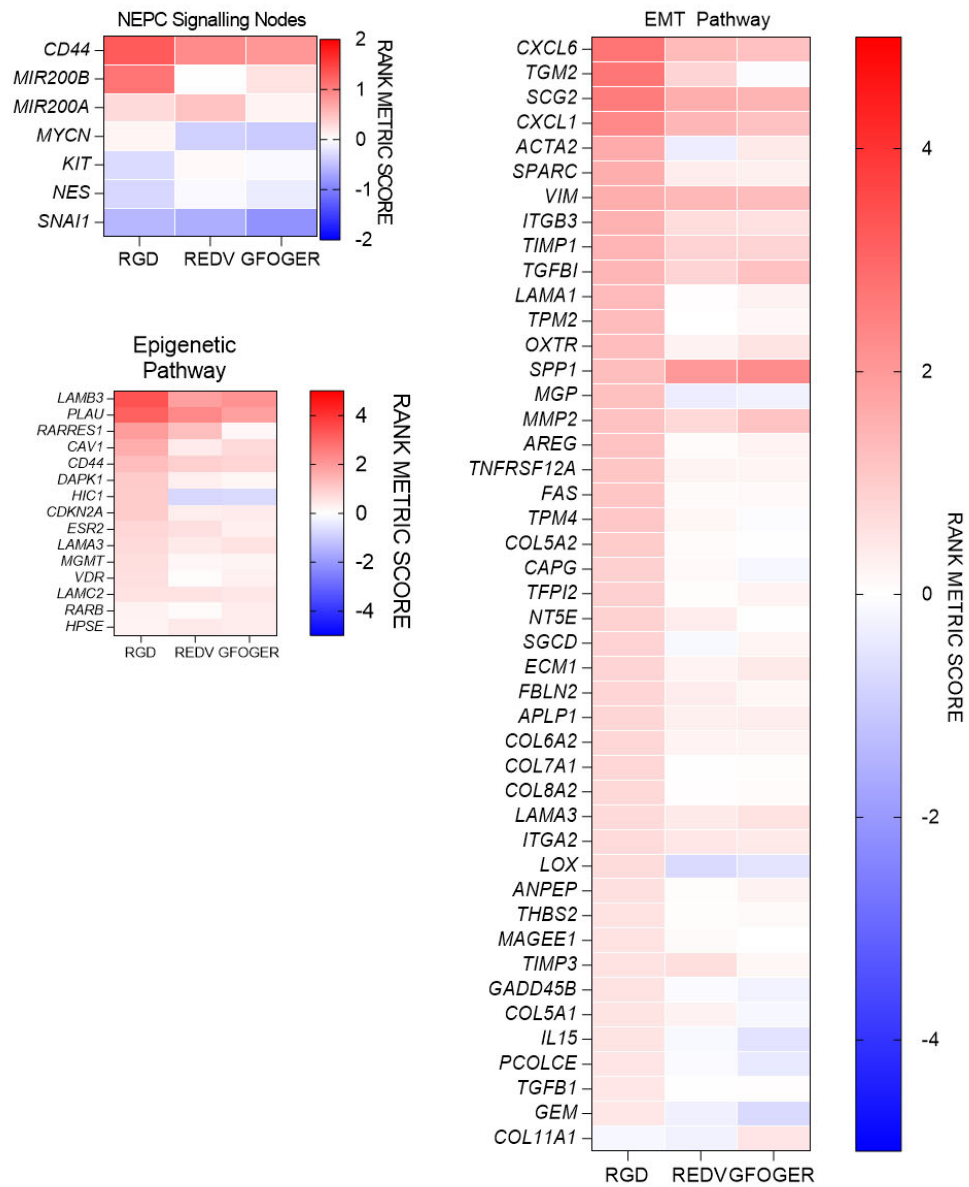 NEPC Signalling Nodes
CD44
MIR200B
MIR200A
MYCN
KIT
NES
SNAI1
RGD REDV GFOGER
2
1
0
-1
-2
RANK METRIC SCORE
Epigenetic
Pathway
LAMB3
PLAU
RARRES1
CAV1
CD44
DAPK1
HIC1
CDKN2A
ESR2
LAMA3
MGMT
VDR
LAMC2
RARB
HPSE
RGD REDV GFOGER
4
2
0
-2
-4
RANK METRIC SCORE
EMT Pathway
CXCL6
TGM2
SCG2
CXCL1
ACTA2
SPARC
VIM
ITGB3
TIMP1
TGFBI
LAMA1
TPM2
OXTR
SPP1
MGP
MMP2
AREG
TNFRSF12A
FAS
TPM4
COL5A2
CAPG
TFPI2
NT5E
SGCD
ECM1
FBLN2
APLP1
COL6A2
COL7A1
COL8A2
LAMA3
ITGA2
LOX
ANPEP
THBS2
MAGEE1
TIMP3
GADD45B
COL5A1
IL15
PCOLCE
TGFB1
GEM
COL11A1
RGD REDV GFOGER
4
2
0
-2
-4
RANK METRIC SCORE